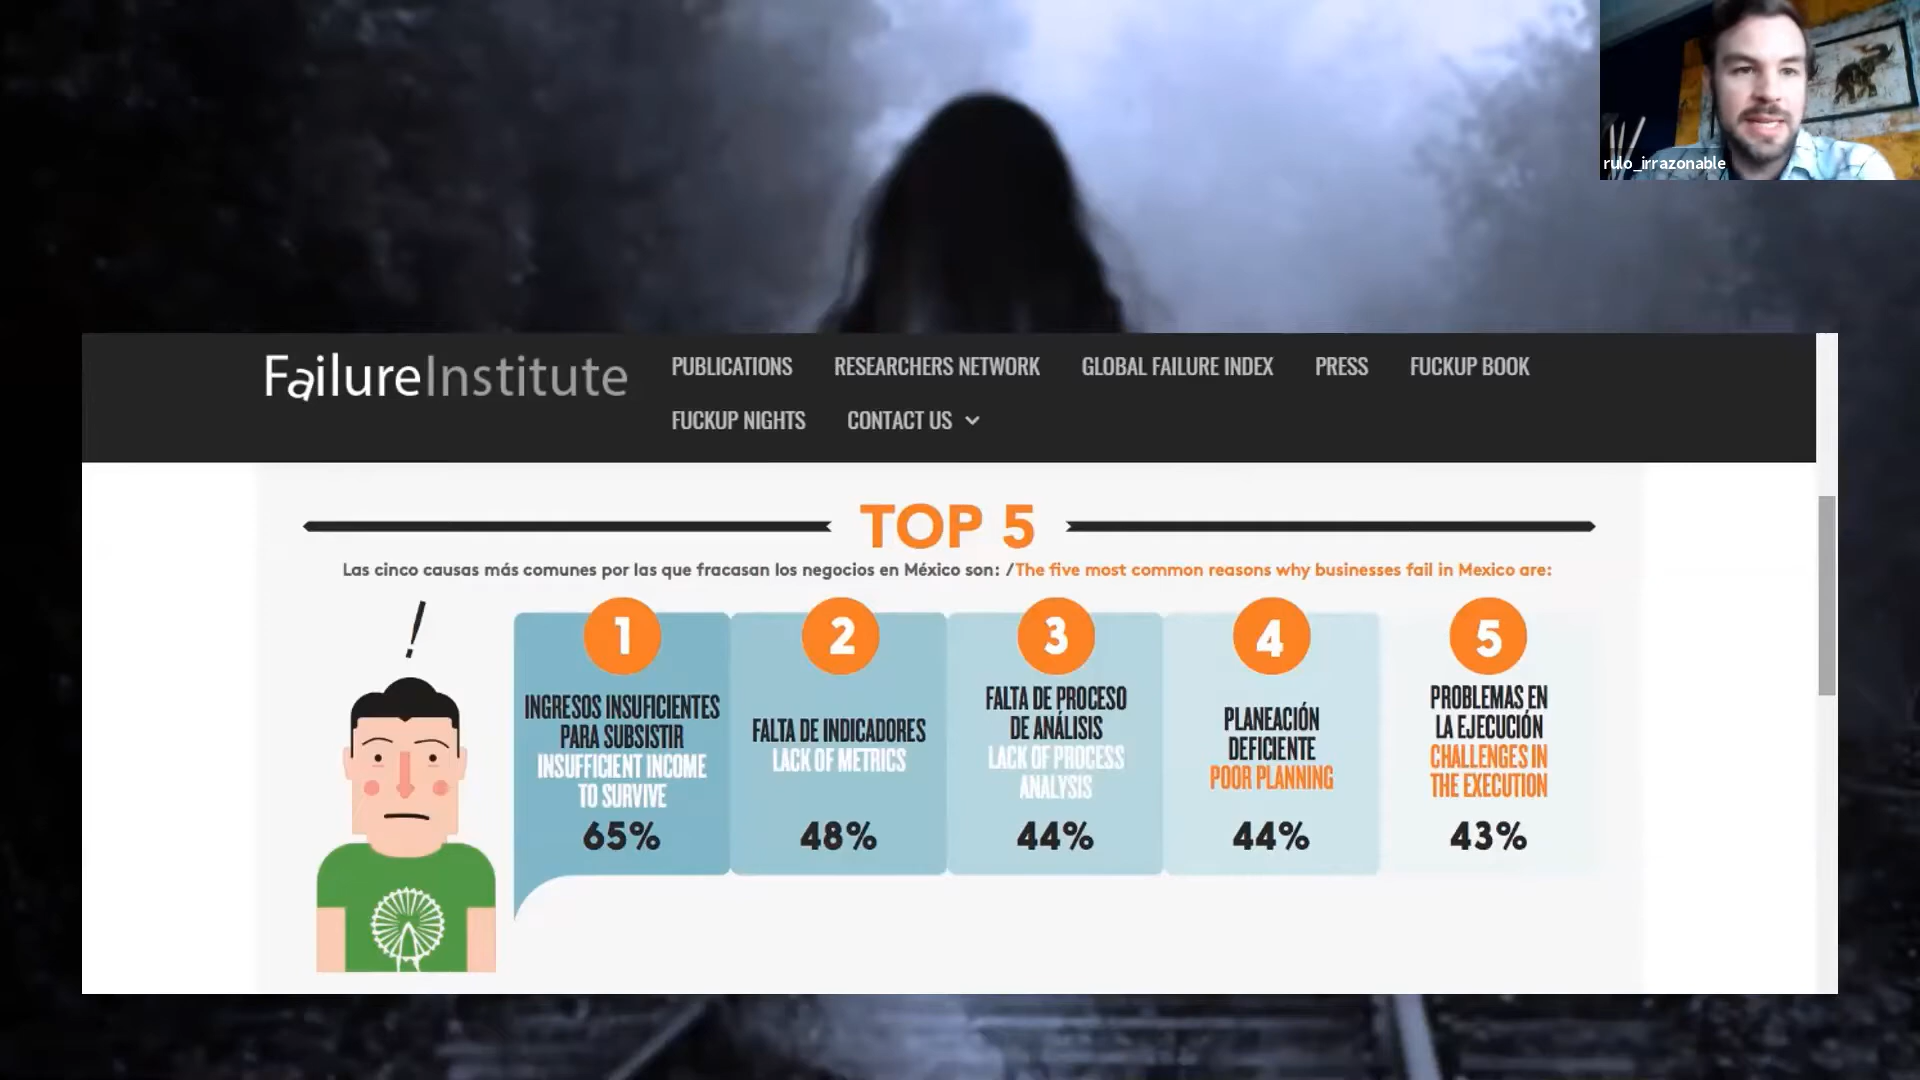 rulo_irrazonable
FailureInstitute
PUBLICATIONS RESEARCHERS NETWORK GLOBAL FAILURE INDEX PRESS FUCKUP BOOK
FUCKUP NIGHTS CONTACT US
TOP 5
Las cinco causas más comunes por las que fracasan los negocios en México son: /The five most common reasons why businesses fail in Mexico are:
!
1
INGRESOS INSUFICIENTES
PARA SUBSISTIR
INSUFFICIENT INCOME
TO SURVIVE
65%
2
FALTA DE INDICADORES
LACK OF METRICS
48%
3
FALTA DE PROCESO
DE ANÁLISIS
LACK OF PROCESS
ANALYSIS
44%
4
PLANEACIÓN
DEFICIENTE
POOR PLANNING
44%
5
PROBLEMAS EN
LA EJECUCIÓN
CHALLENGES IN
THE EXECUTION
43%